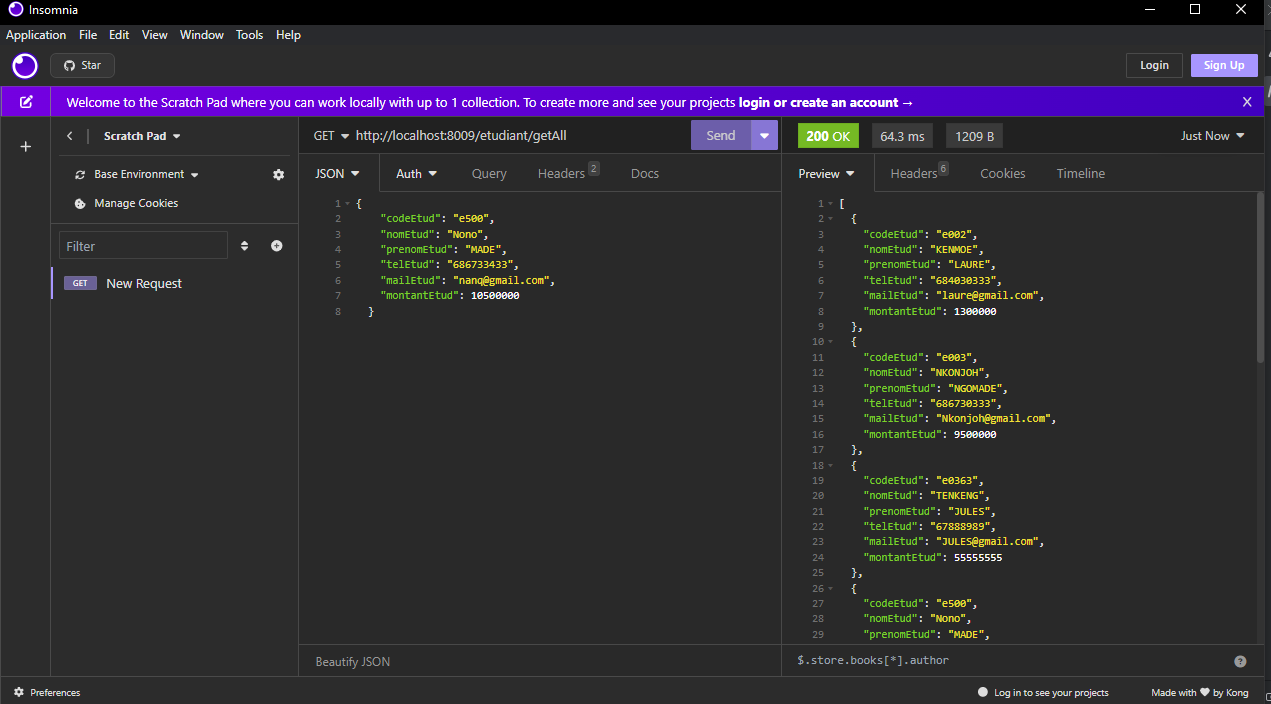 Insomnia
Application File Edit View Window Tools Help
Star
Login
Sign Up
Welcome to the Scratch Pad where you can work locally with up to 1 collection. To create more and see your projects login or create an account →
Scratch Pad
Base Environment
Manage Cookies
Filter
GET New Request
GET http://localhost:8009/etudiant/getAll
Send
JSON Auth Query Headers 2 Docs
1 {
2 "codeEtud": "e500",
3 "nomEtud": "Nono",
4 "prenomEtud": "MADE",
5 "telEtud": "686733433",
6 "mailEtud": "nanq@gmail.com",
7 "montantEtud": 10500000
8 }
Beautify JSON
200 OK 64.3 ms 1209 B Just Now
Preview Headers 6 Cookies Timeline
1 [
2 {
3 "codeEtud": "e002",
4 "nomEtud": "KENMOE",
5 "prenomEtud": "LAURE",
6 "telEtud": "684030333",
7 "mailEtud": "laure@gmail.com",
8 "montantEtud": 1300000
9 },
10 {
11 "codeEtud": "e003",
12 "nomEtud": "NKONJOH",
13 "prenomEtud": "NGOMADE",
14 "telEtud": "686730333",
15 "mailEtud": "Nkonjoh@gmail.com",
16 "montantEtud": 9500000
17 },
18 {
19 "codeEtud": "e0363",
20 "nomEtud": "TENKENG",
21 "prenomEtud": "JULES",
22 "telEtud": "67888989",
23 "mailEtud": "JULES@gmail.com",
24 "montantEtud": 55555555
25 },
26 {
27 "codeEtud": "e500",
28 "nomEtud": "Nono",
29 "prenomEtud": "MADE",
$.store.books[*].author
Preferences
Log in to see your projects
Made with ♥ by Kong